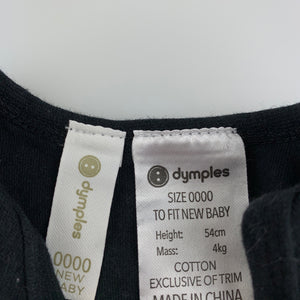 dymples
0000
NEW BABY
dymples
SIZE 0000
TO FIT NEW BABY
Height: 54cm
Mass: 4kg
COTTON
EXCLUSIVE OF TRIM
MADE IN CHINA